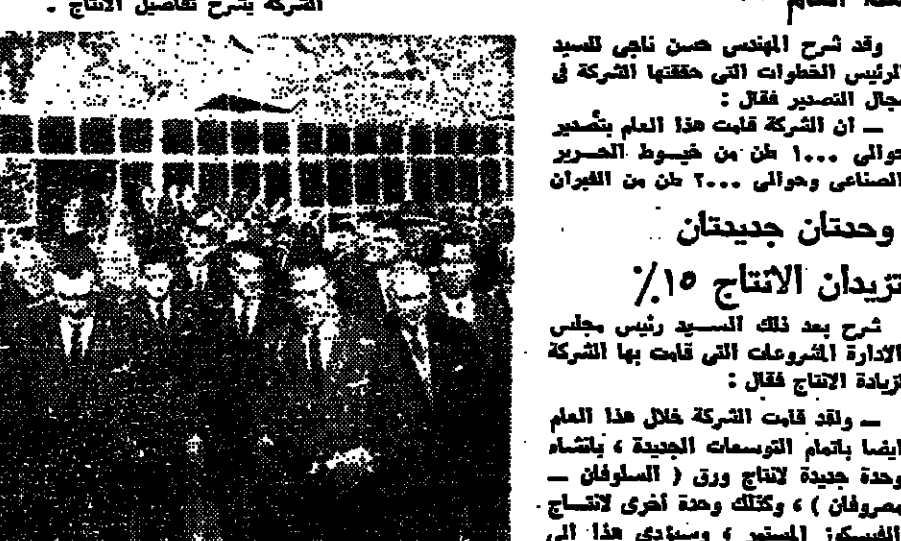 الشركة يشرح تفاصيل الانتاج .
وقد شرح المهندس حسن ناجى للسيد
الرئيس الخطوات التى حققتها الشركة فى
مجال التصدير فقال :
— ان الشركة قامت هذا العام بتصدير
حوالى ١٠٠٠ طن من خيوط الحرير
الصناعى وحوالى ٢٠٠٠ طن من الفبران
وحدتان جديدتان
تزيدان الانتاج ١٥٪
شرح بعد ذلك السيد رئيس مجلس
الادارة المشروعات التى قامت بها الشركة
لزيادة الانتاج فقال :
— ولقد قامت الشركة خلال هذا العام
ايضا باتمام التوسعات الجديدة ، بانشاء
وحدة جديدة لانتاج ورق ( السلوفان —
مصروفان ) ، وكذلك وحدة أخرى لانتاج
الفيسكوز المستمر ، وسيؤدى هذا الى